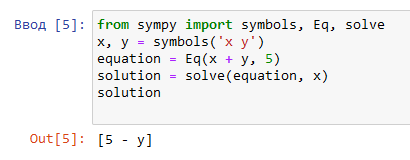 Ввод [5]: from sympy import symbols, Eq, solve
x, y = symbols('x y')
equation = Eq(x + y, 5)
solution = solve(equation, x)
solution
Out[5]: [5 - y]